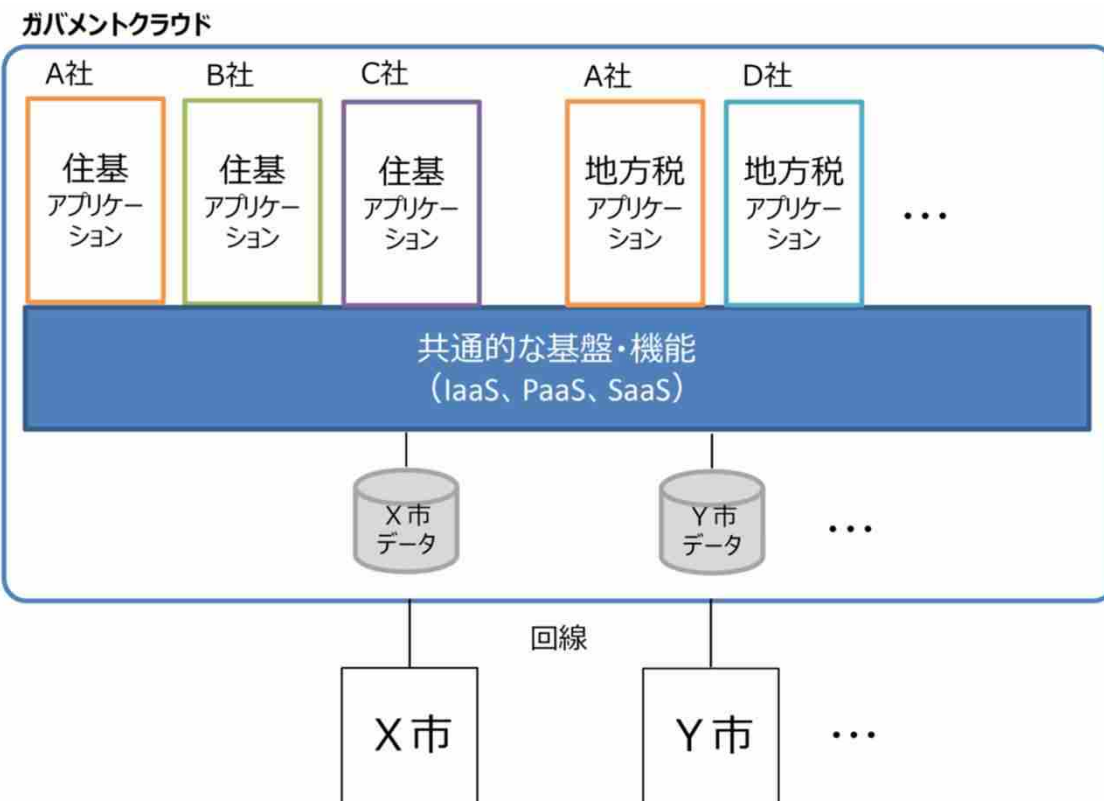 ガバメントクラウド
A社
B社
C社
A社
D社
住基
アプリケー
ション
住基
アプリケー
ション
住基
アプリケー
ション
地方税
アプリケー
ション
地方税
アプリケー
ション
…
共通的な基盤・機能
（IaaS、PaaS、SaaS）
X市
データ
Y市
データ
…
回線
X市
Y市
…